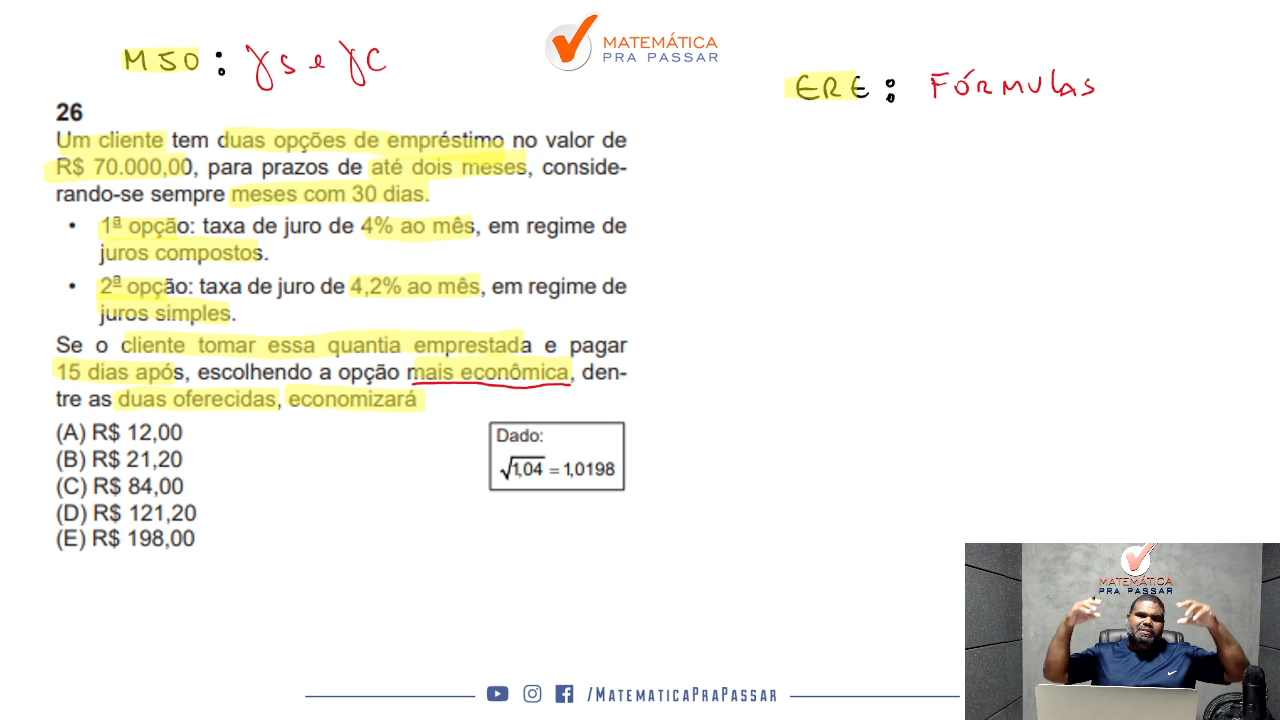 M50 : JS e JC
MATEMÁTICA
PRA PASSAR
ERE : FÓRMULAS
26
Um cliente tem duas opções de empréstimo no valor de
R$ 70.000,00, para prazos de até dois meses, conside-
rando-se sempre meses com 30 dias.
• 1ª opção: taxa de juro de 4% ao mês, em regime de
juros compostos.
• 2ª opção: taxa de juro de 4,2% ao mês, em regime de
juros simples.
Se o cliente tomar essa quantia emprestada e pagar
15 dias após, escolhendo a opção mais econômica, den-
tre as duas oferecidas, economizará
(A) R$ 12,00
(B) R$ 21,20
(C) R$ 84,00
(D) R$ 121,20
(E) R$ 198,00
Dado:
√1,04 = 1,0198
MATEMÁTICA
PRA PASSAR
/MATEMATICAPRAPASSAR